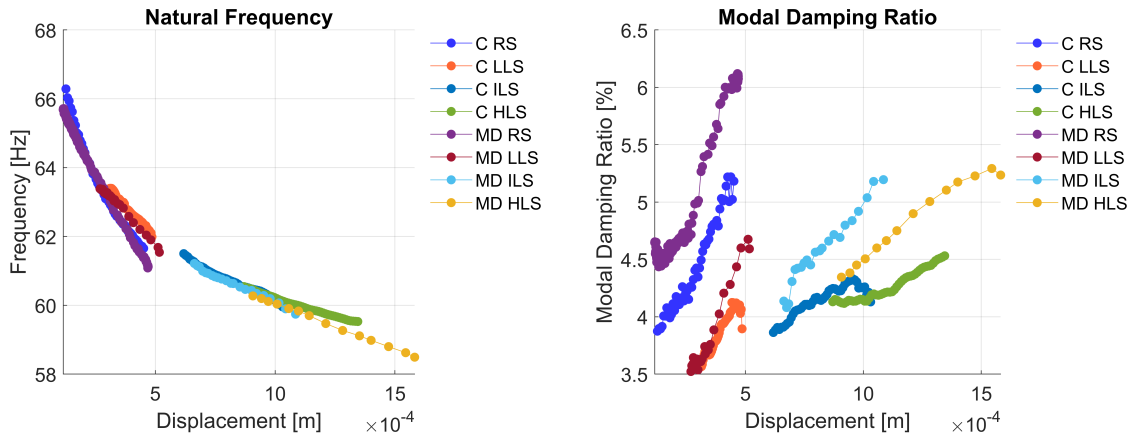 Natural Frequency
68
66
64
62
60
58
Frequency [Hz]
5
10
15
Displacement [m]
×10⁻⁴
C RS
C LLS
C ILS
C HLS
MD RS
MD LLS
MD ILS
MD HLS
Modal Damping Ratio
6.5
6
5.5
5
4.5
4
3.5
Modal Damping Ratio [%]
5
10
15
Displacement [m]
×10⁻⁴
C RS
C LLS
C ILS
C HLS
MD RS
MD LLS
MD ILS
MD HLS